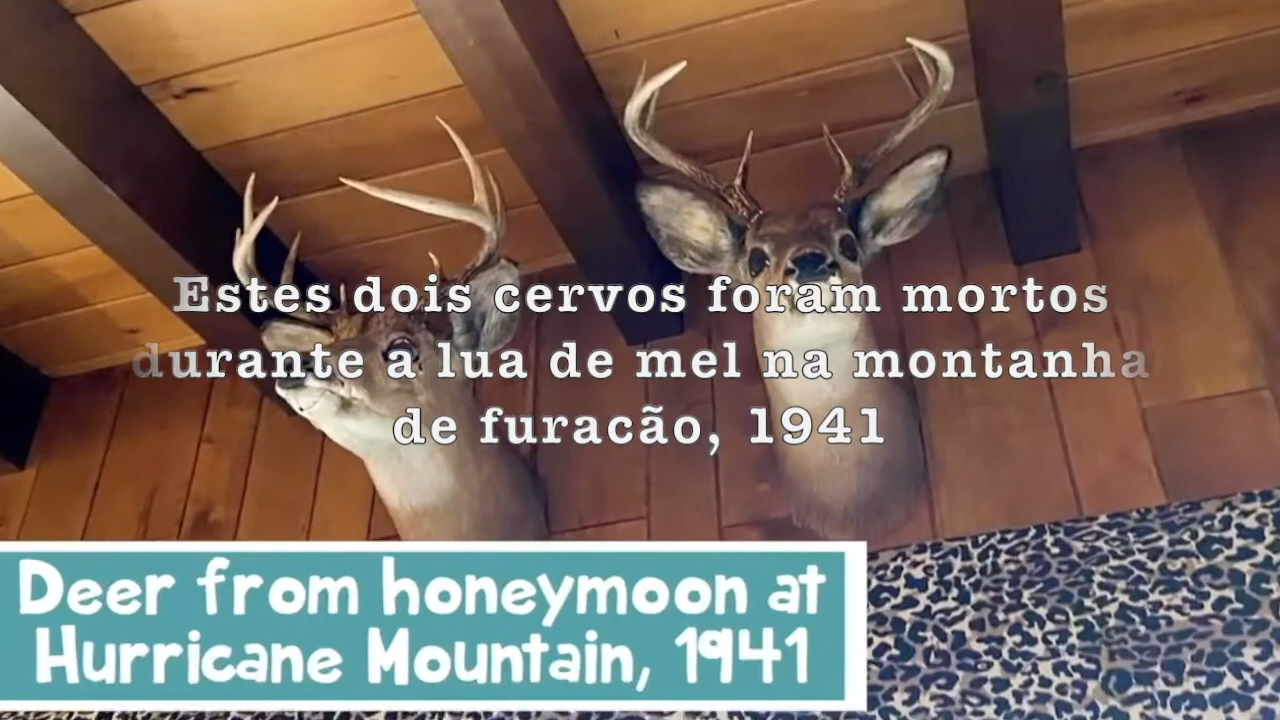 Estes dois cervos foram mortos
durante a lua de mel na montanha
de furacão, 1941
Deer from honeymoon at
Hurricane Mountain, 1941